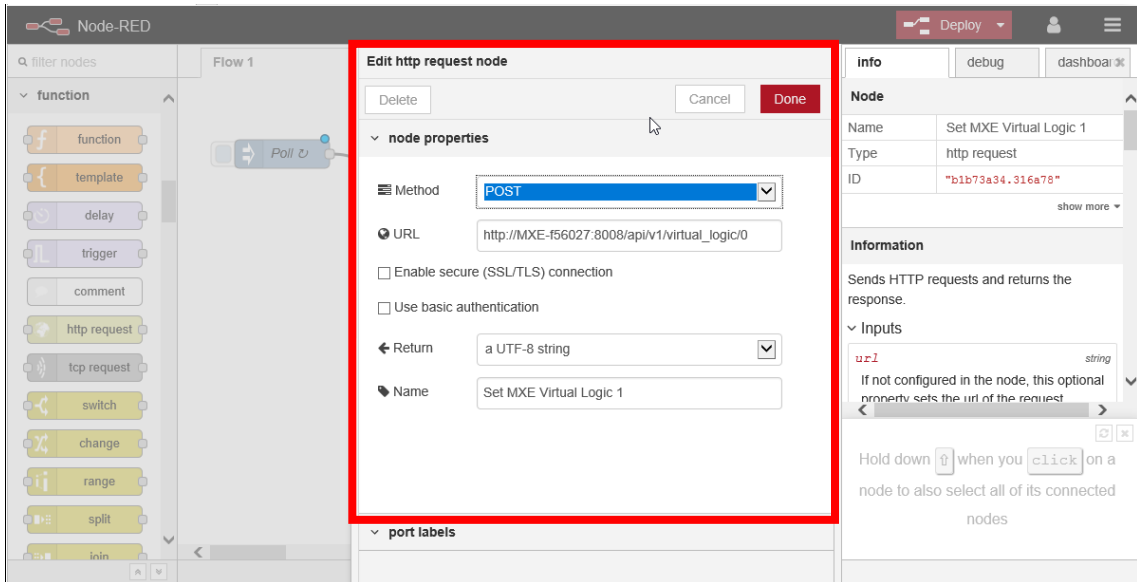 Node-RED
Deploy
filter nodes
function
function
template
delay
trigger
comment
http request
tcp request
switch
change
range
split
join
Flow 1
Poll ↻
Edit http request node
Delete
Cancel
Done
node properties
Method
POST
URL
http://MXE-f56027:8008/api/v1/virtual_logic/0
Enable secure (SSL/TLS) connection
Use basic authentication
Return
a UTF-8 string
Name
Set MXE Virtual Logic 1
port labels
info
debug
dashboar
Node
Name Set MXE Virtual Logic 1
Type http request
ID "b1b73a34.316a78"
show more
Information
Sends HTTP requests and returns the
response.
Inputs
url string
If not configured in the node, this optional
property sets the url of the request.
Hold down ⇧ when you click on a
node to also select all of its connected
nodes